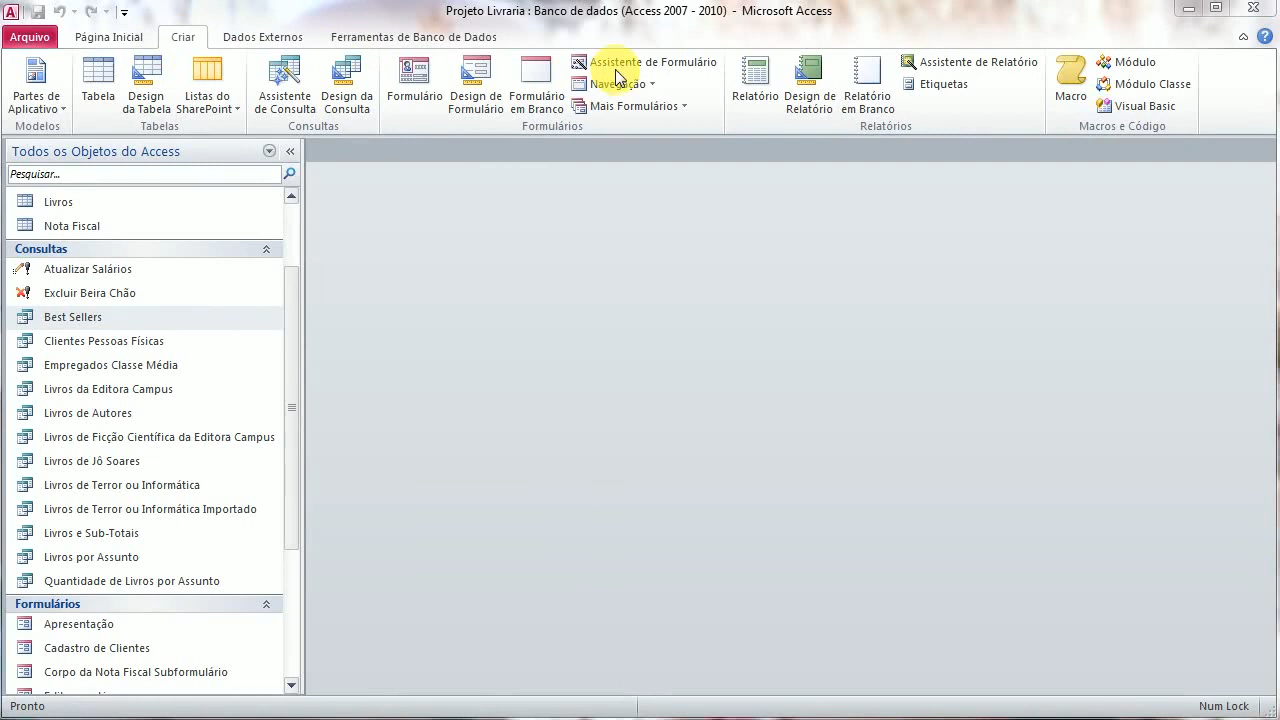 Projeto Livraria : Banco de dados (Access 2007 - 2010) - Microsoft Access
Arquivo
Página Inicial
Criar
Dados Externos
Ferramentas de Banco de Dados
Partes de Aplicativo
Modelos
Tabela
Design da Tabela
Listas do SharePoint
Tabelas
Assistente de Consulta
Design da Consulta
Consultas
Formulário
Design de Formulário
Formulário em Branco
Assistente de Formulário
Navegação
Mais Formulários
Formulários
Relatório
Design de Relatório
Relatório em Branco
Assistente de Relatório
Etiquetas
Relatórios
Macro
Módulo
Módulo Classe
Visual Basic
Macros e Código
Todos os Objetos do Access
Pesquisar...
Livros
Nota Fiscal
Consultas
Atualizar Salários
Excluir Beira Chão
Best Sellers
Clientes Pessoas Físicas
Empregados Classe Média
Livros da Editora Campus
Livros de Autores
Livros de Ficção Científica da Editora Campus
Livros de Jô Soares
Livros de Terror ou Informática
Livros de Terror ou Informática Importado
Livros e Sub-Totais
Livros por Assunto
Quantidade de Livros por Assunto
Formulários
Apresentação
Cadastro de Clientes
Corpo da Nota Fiscal Subformulário
Pronto
Num Lock